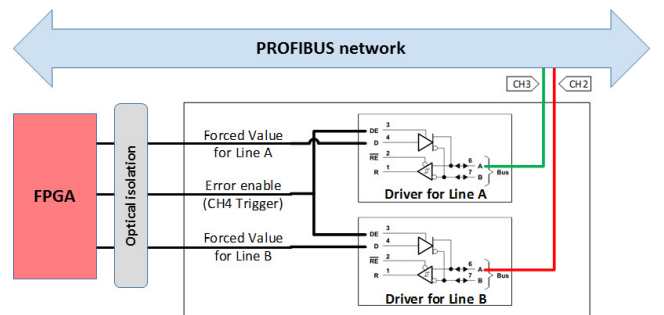 PROFIBUS network
CH3
CH2
FPGA
Optical isolation
Forced Value
for Line A
Error enable
(CH4 Trigger)
Forced Value
for Line B
DE 3
D 4
RE 2
R 1
6 A
7 B
Bus
Driver for Line A
DE 3
D 4
RE 2
R 1
6 A
7 B
Bus
Driver for Line B